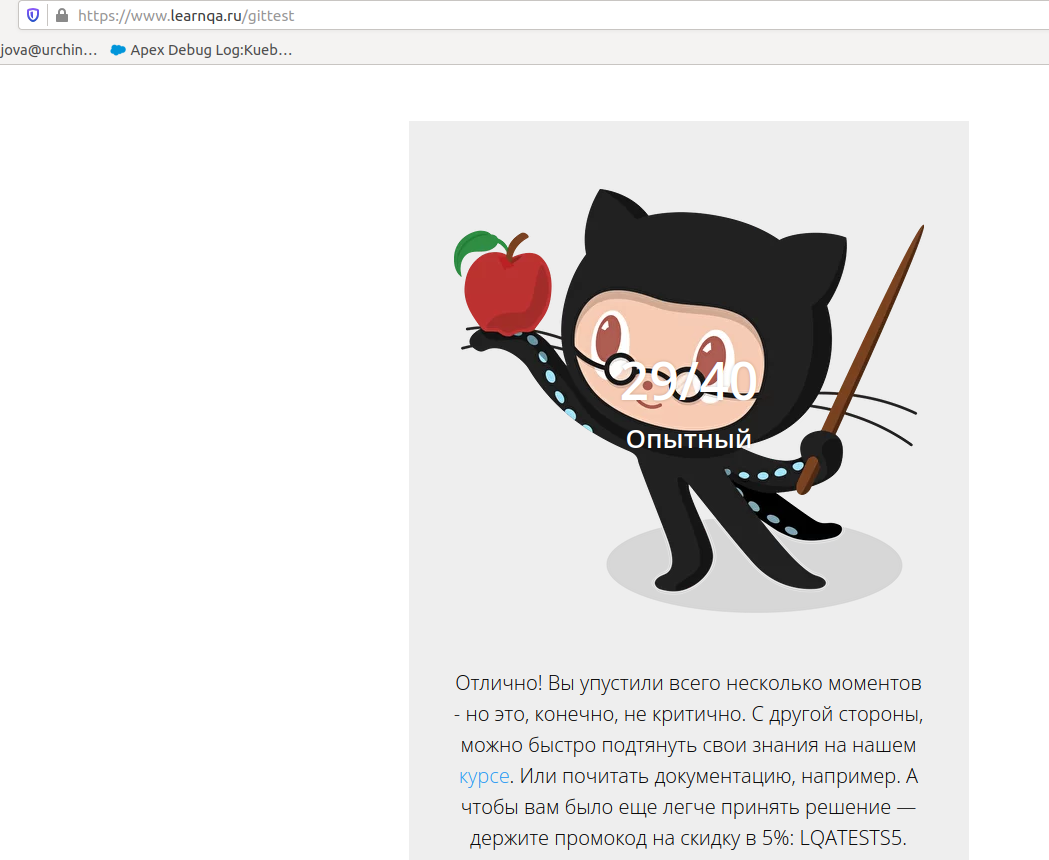 https://www.learnqa.ru/gittest
jova@urchin... Apex Debug Log:Kueb...
29/40
Опытный
Отлично! Вы упустили всего несколько моментов
- но это, конечно, не критично. С другой стороны,
можно быстро подтянуть свои знания на нашем
курсе. Или почитать документацию, например. А
чтобы вам было еще легче принять решение —
держите промокод на скидку в 5%: LQATESTS5.